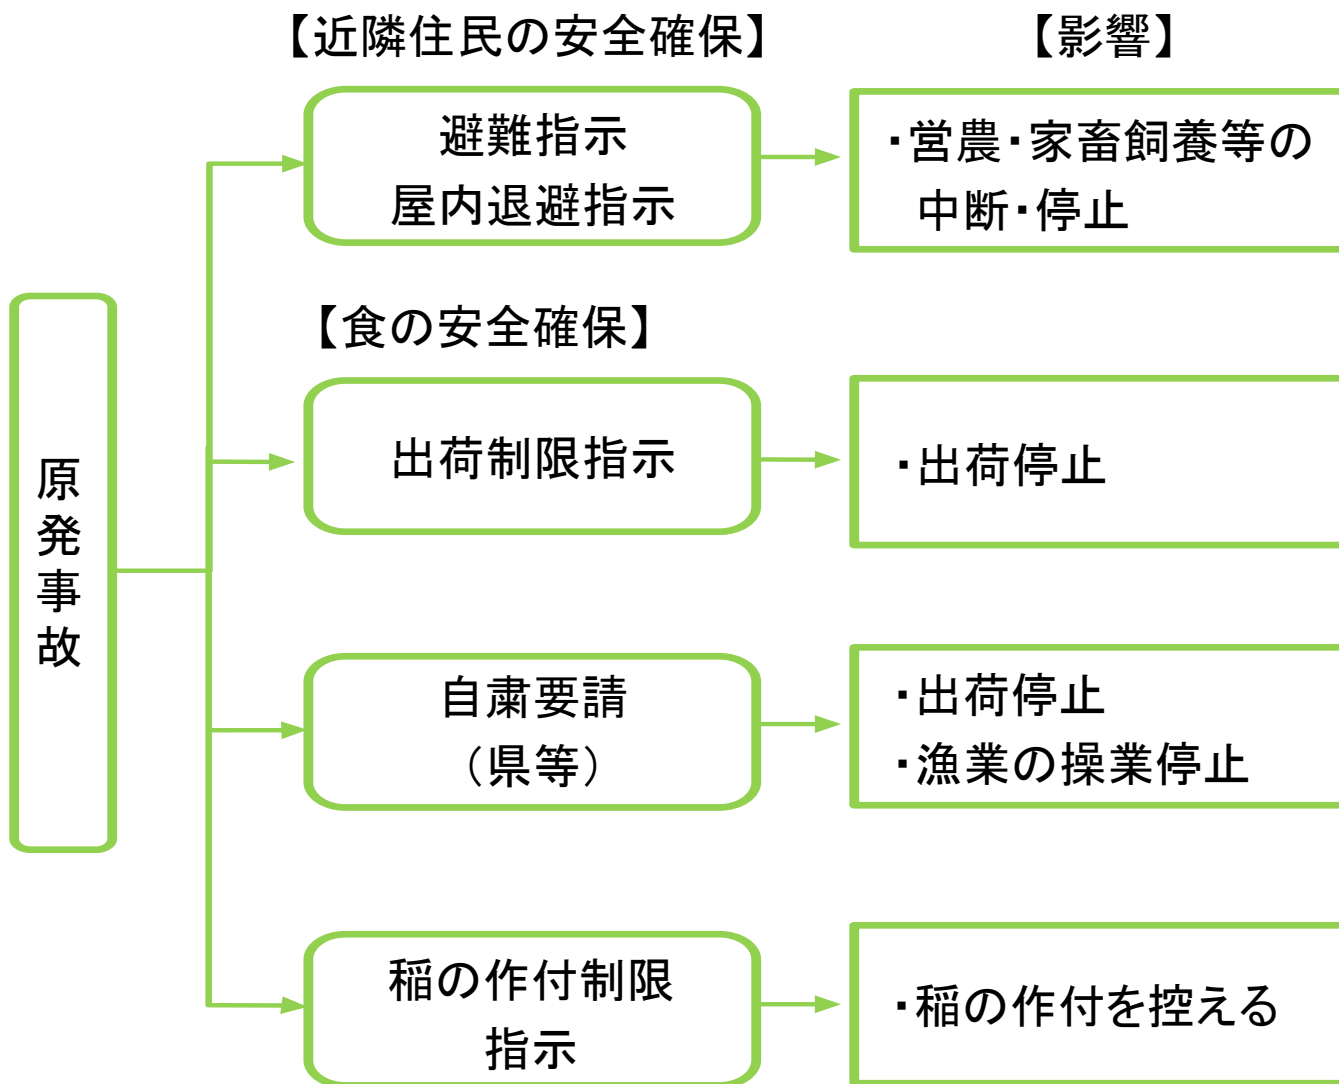 【近隣住民の安全確保】
【影響】
避難指示
屋内退避指示
・営農・家畜飼養等の
中断・停止
【食の安全確保】
出荷制限指示
・出荷停止
原発事故
自粛要請
（県等）
・出荷停止
・漁業の操業停止
稲の作付制限
指示
・稲の作付を控える